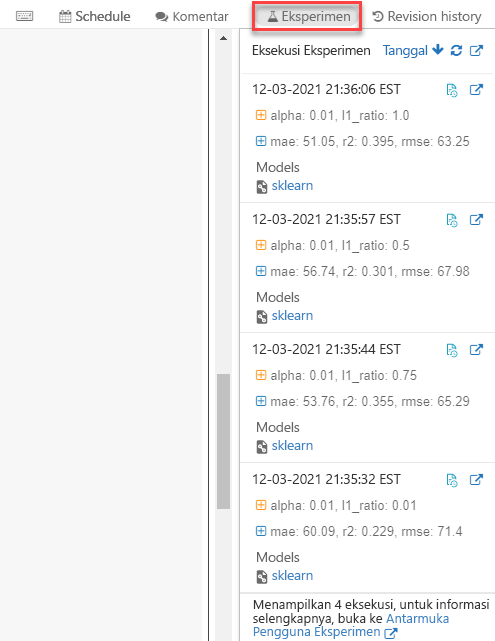 Schedule Komentar Eksperimen Revision history
Eksekusi Eksperimen Tanggal
12-03-2021 21:36:06 EST
alpha: 0.01, l1_ratio: 1.0
mae: 51.05, r2: 0.395, rmse: 63.25
Models
sklearn
12-03-2021 21:35:57 EST
alpha: 0.01, l1_ratio: 0.5
mae: 56.74, r2: 0.301, rmse: 67.98
Models
sklearn
12-03-2021 21:35:44 EST
alpha: 0.01, l1_ratio: 0.75
mae: 53.76, r2: 0.355, rmse: 65.29
Models
sklearn
12-03-2021 21:35:32 EST
alpha: 0.01, l1_ratio: 0.01
mae: 60.09, r2: 0.229, rmse: 71.4
Models
sklearn
Menampilkan 4 eksekusi, untuk informasi
selengkapnya, buka ke Antarmuka
Pengguna Eksperimen